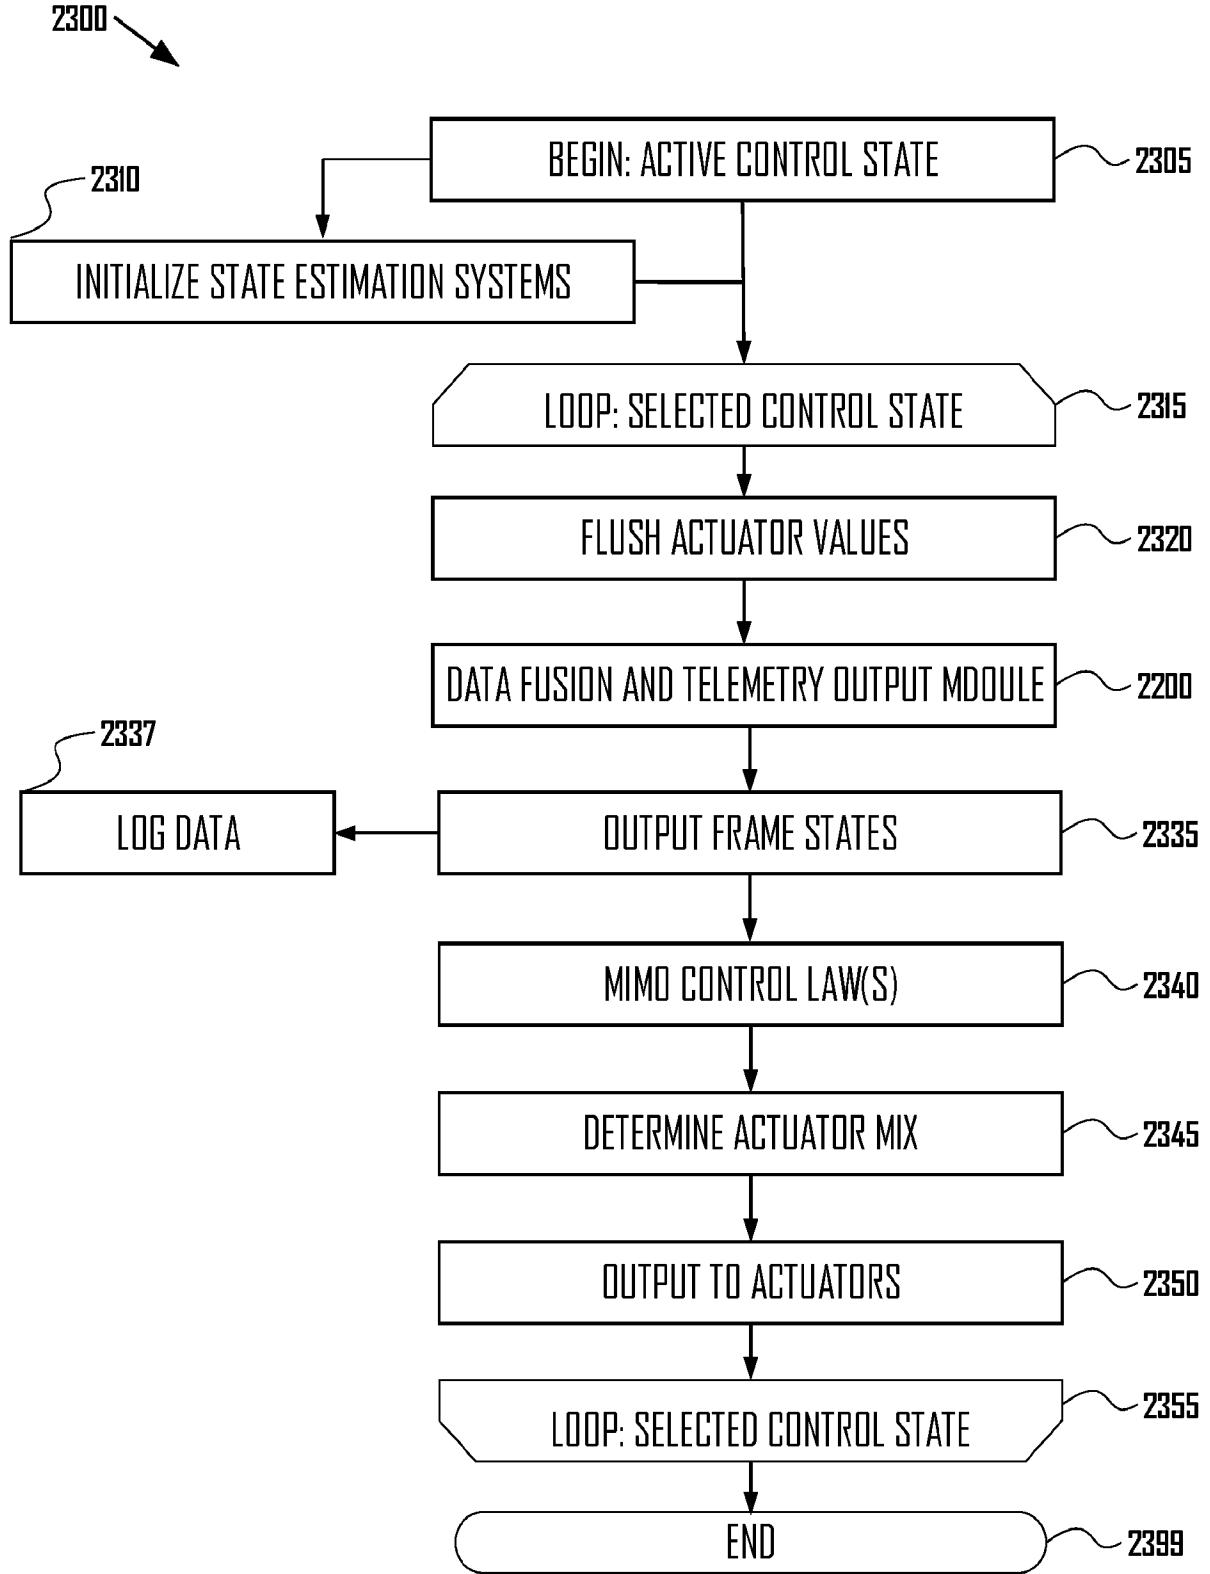 2300
BEGIN: ACTIVE CONTROL STATE
2305
2310
INITIALIZE STATE ESTIMATION SYSTEMS
LOOP: SELECTED CONTROL STATE
2315
FLUSH ACTUATOR VALUES
2320
DATA FUSION AND TELEMETRY OUTPUT MDOULE
2200
2337
LOG DATA
OUTPUT FRAME STATES
2335
MIMO CONTROL LAW(S)
2340
DETERMINE ACTUATOR MIX
2345
OUTPUT TO ACTUATORS
2350
LOOP: SELECTED CONTROL STATE
2355
END
2399